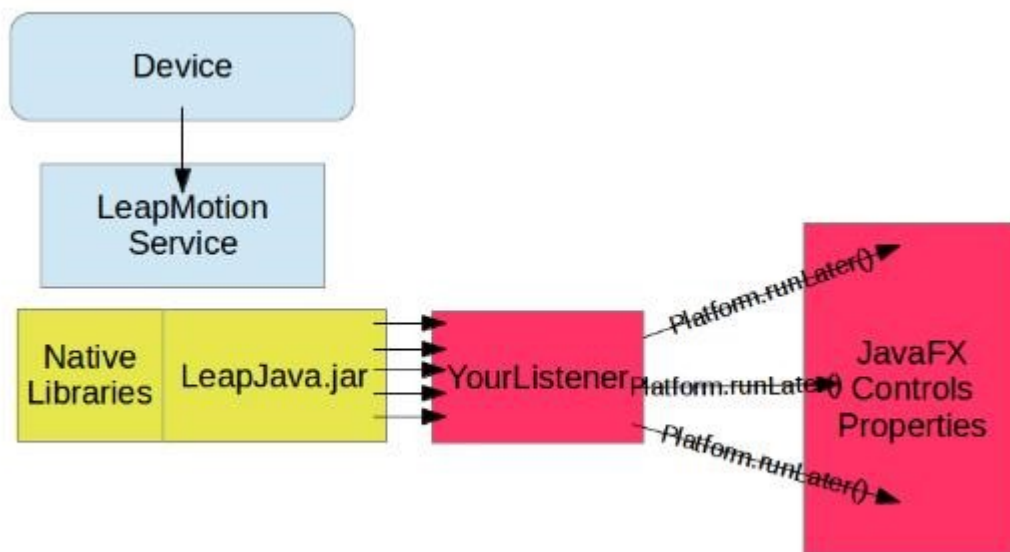 Device
LeapMotion
Service
Native
Libraries
LeapJava.jar
YourListener
Platform.runLater()
Platform.runLater()
Platform.runLater()
JavaFX
Controls
Properties